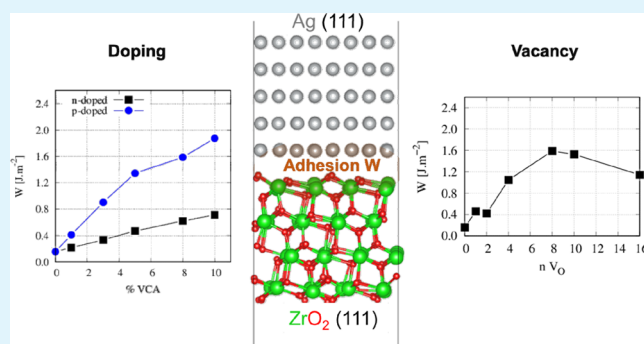 Doping
n-doped
p-doped
W [J.m⁻²]
2.4
2.0
1.6
1.2
0.8
0.4
0.0
0 2 4 6 8 10
% VCA
Ag (111)
Adhesion W
ZrO₂ (111)
Vacancy
W [J.m⁻²]
2.4
2.0
1.6
1.2
0.8
0.4
0.0
0 2 4 6 8 10 12 14 16
n V_O